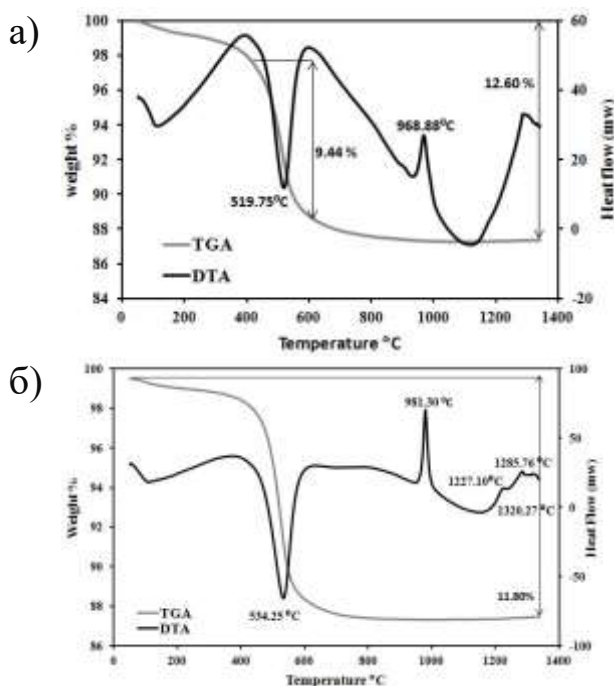 а)
100
98
96
94
92
90
88
86
84
weight %
60
40
20
0
-20
Heat flow (mw)
12.60 %
968.88°C
9.44 %
519.75°C
TGA
DTA
0
200
400
600
800
1000
1200
1400
Temperature °C
б)
100
98
96
94
92
90
88
86
Weight %
100
50
0
-50
-100
Heat Flow (mW)
981.30 °C
1285.76 °C
1227.10°C
1320.27 °C
11.80%
534.25 °C
TGA
DTA
0
200
400
600
800
1000
1200
1400
Temperature °C